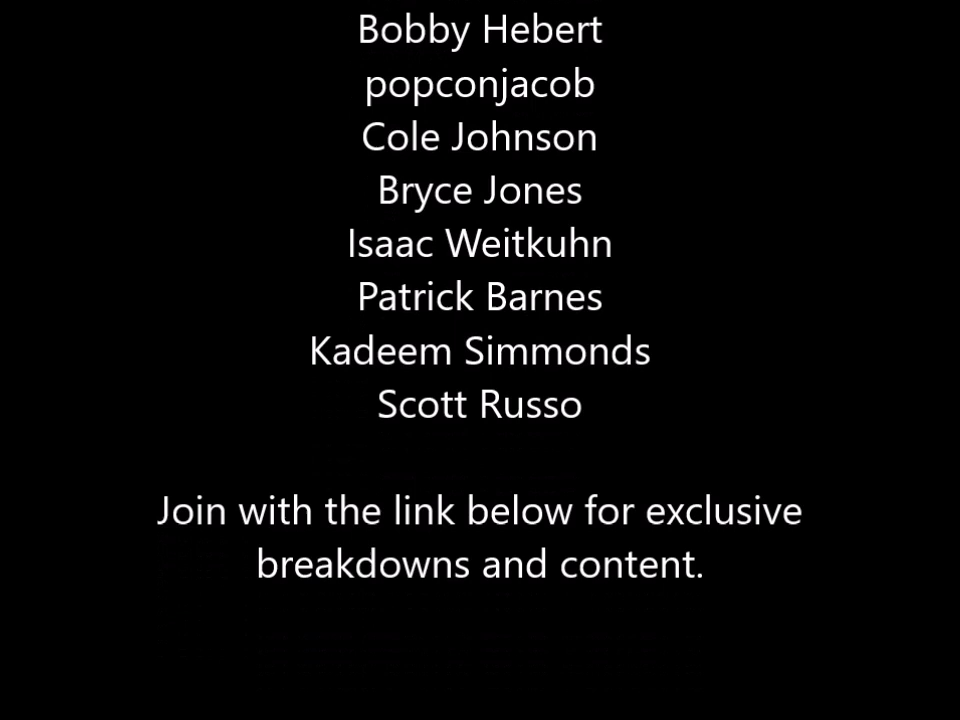 Bobby Hebert
popconjacob
Cole Johnson
Bryce Jones
Isaac Weitkuhn
Patrick Barnes
Kadeem Simmonds
Scott Russo
Join with the link below for exclusive
breakdowns and content.